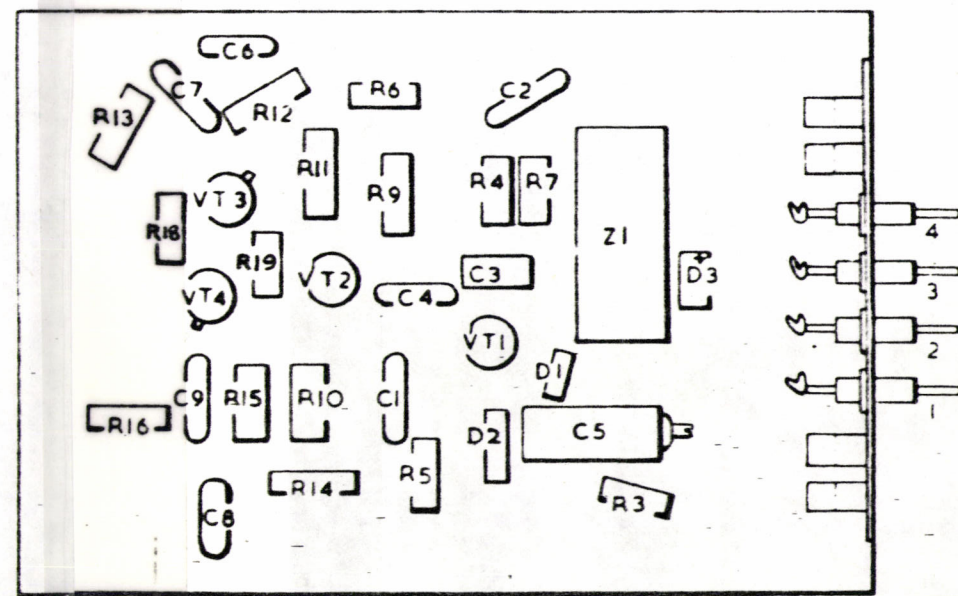 C6
C7
R13
R12
R6
C2
R11
R9
R4
R7
VT3
R18
R19
VT2
VT4
C4
C3
Z1
+
D3
VT1
D1
4
3
2
1
C9
R15
R10
C1
R16
D2
C5
R5
R14
R3
C8